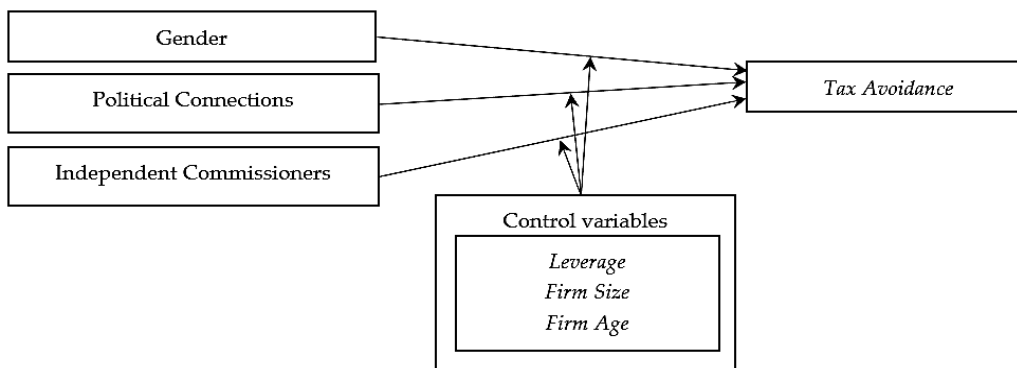 Gender
Political Connections
Tax Avoidance
Independent Commissioners
Control variables
Leverage
Firm Size
Firm Age